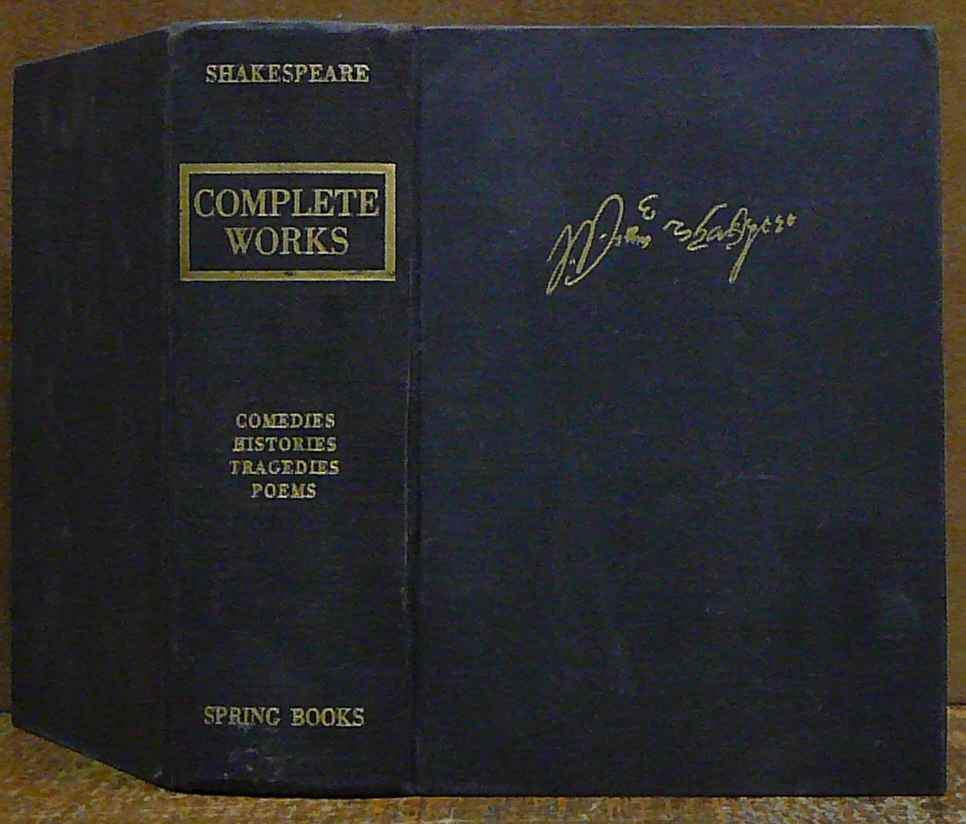 SHAKESPEARE
COMPLETE
WORKS
COMEDIES
HISTORIES
TRAGEDIES
POEMS
SPRING BOOKS